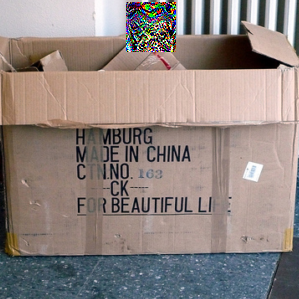 HAMBURG
MADE IN CHINA
CTN.NO. 163
--CK----
FOR BEAUTIFUL LIFE